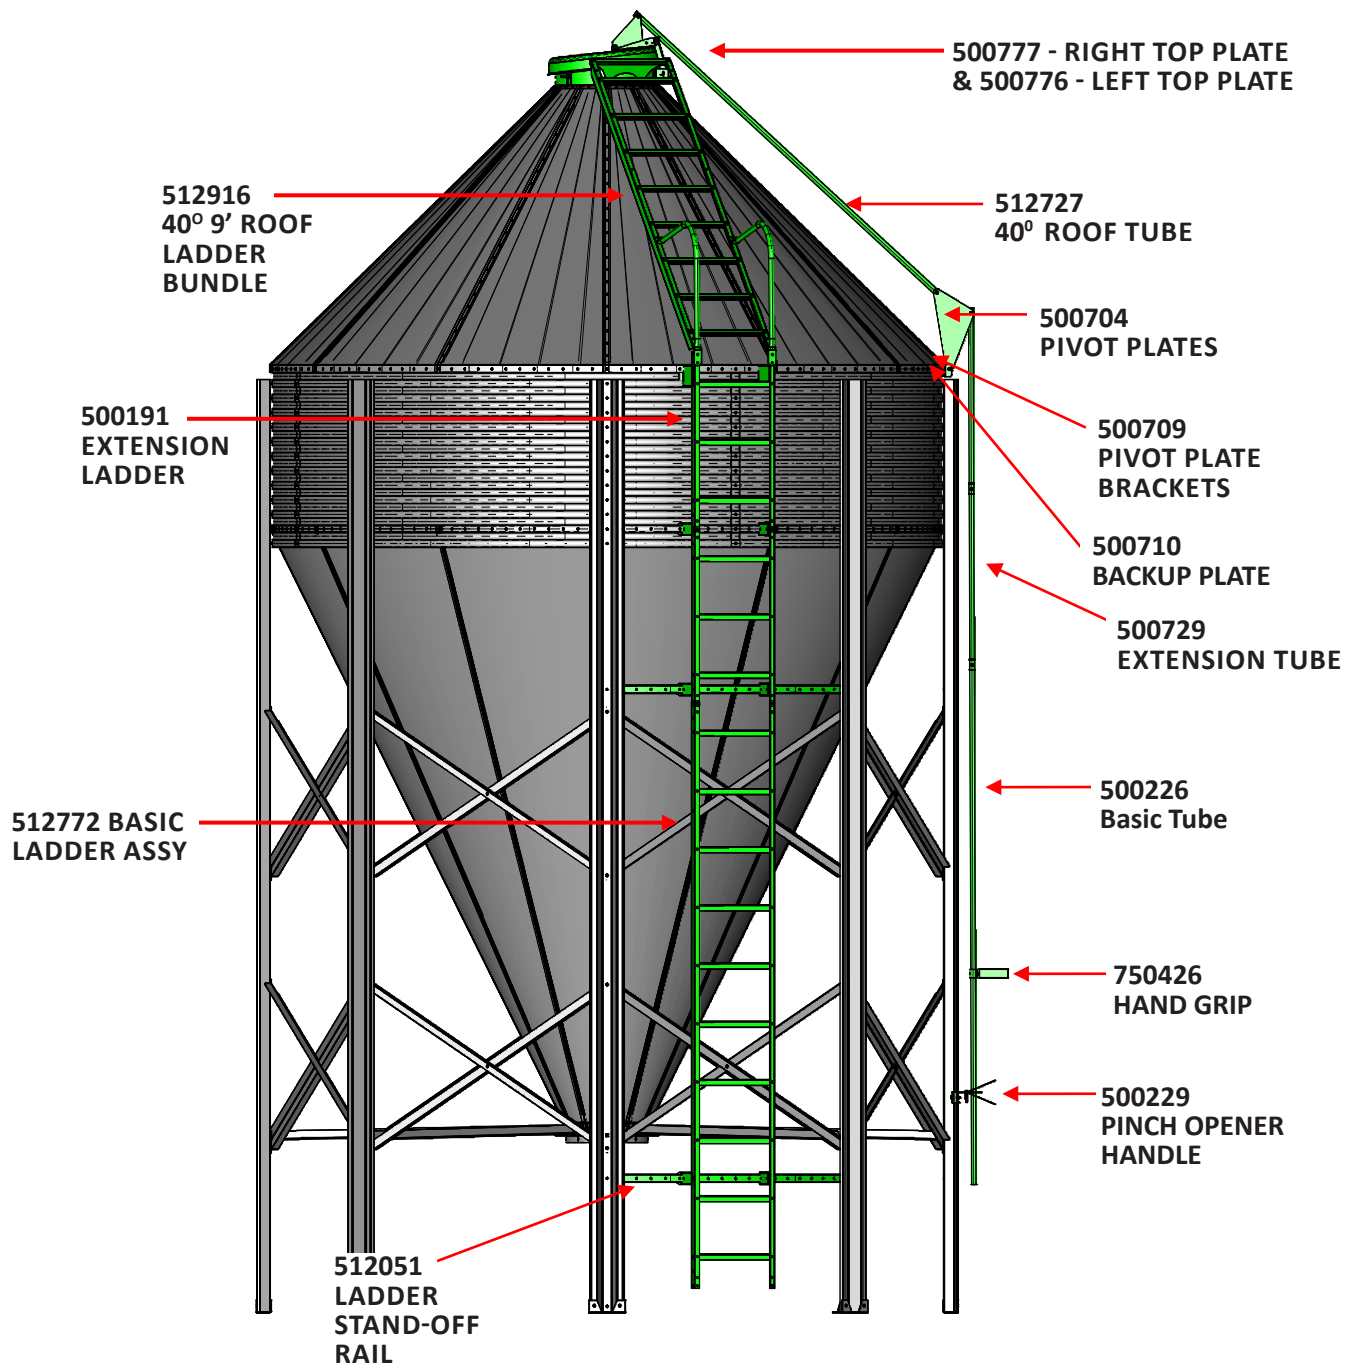 500777 - RIGHT TOP PLATE
& 500776 - LEFT TOP PLATE
512916
40⁰ 9’ ROOF
LADDER
BUNDLE
512727
40⁰ ROOF TUBE
500704
PIVOT PLATES
500191
EXTENSION
LADDER
500709
PIVOT PLATE
BRACKETS
500710
BACKUP PLATE
500729
EXTENSION TUBE
500226
Basic Tube
512772 BASIC
LADDER ASSY
750426
HAND GRIP
500229
PINCH OPENER
HANDLE
512051
LADDER
STAND-OFF
RAIL